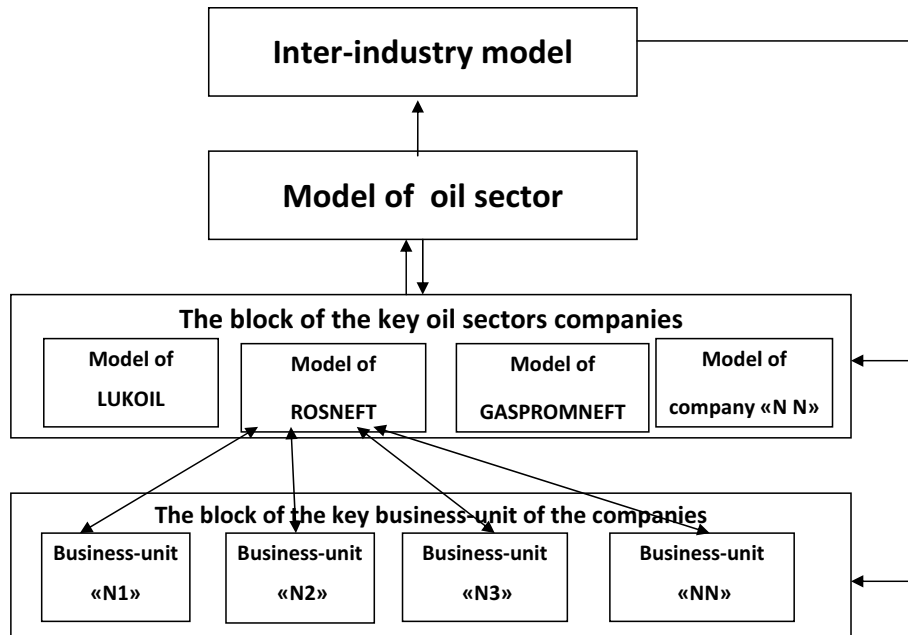 Inter-industry model
Model of oil sector
The block of the key oil sectors companies
Model of
LUKOIL
Model of
ROSNEFT
Model of
GASPROMNEFT
Model of
company «N N»
The block of the key business-unit of the companies
Business-unit
«N1»
Business-unit
«N2»
Business-unit
«N3»
Business-unit
«NN»